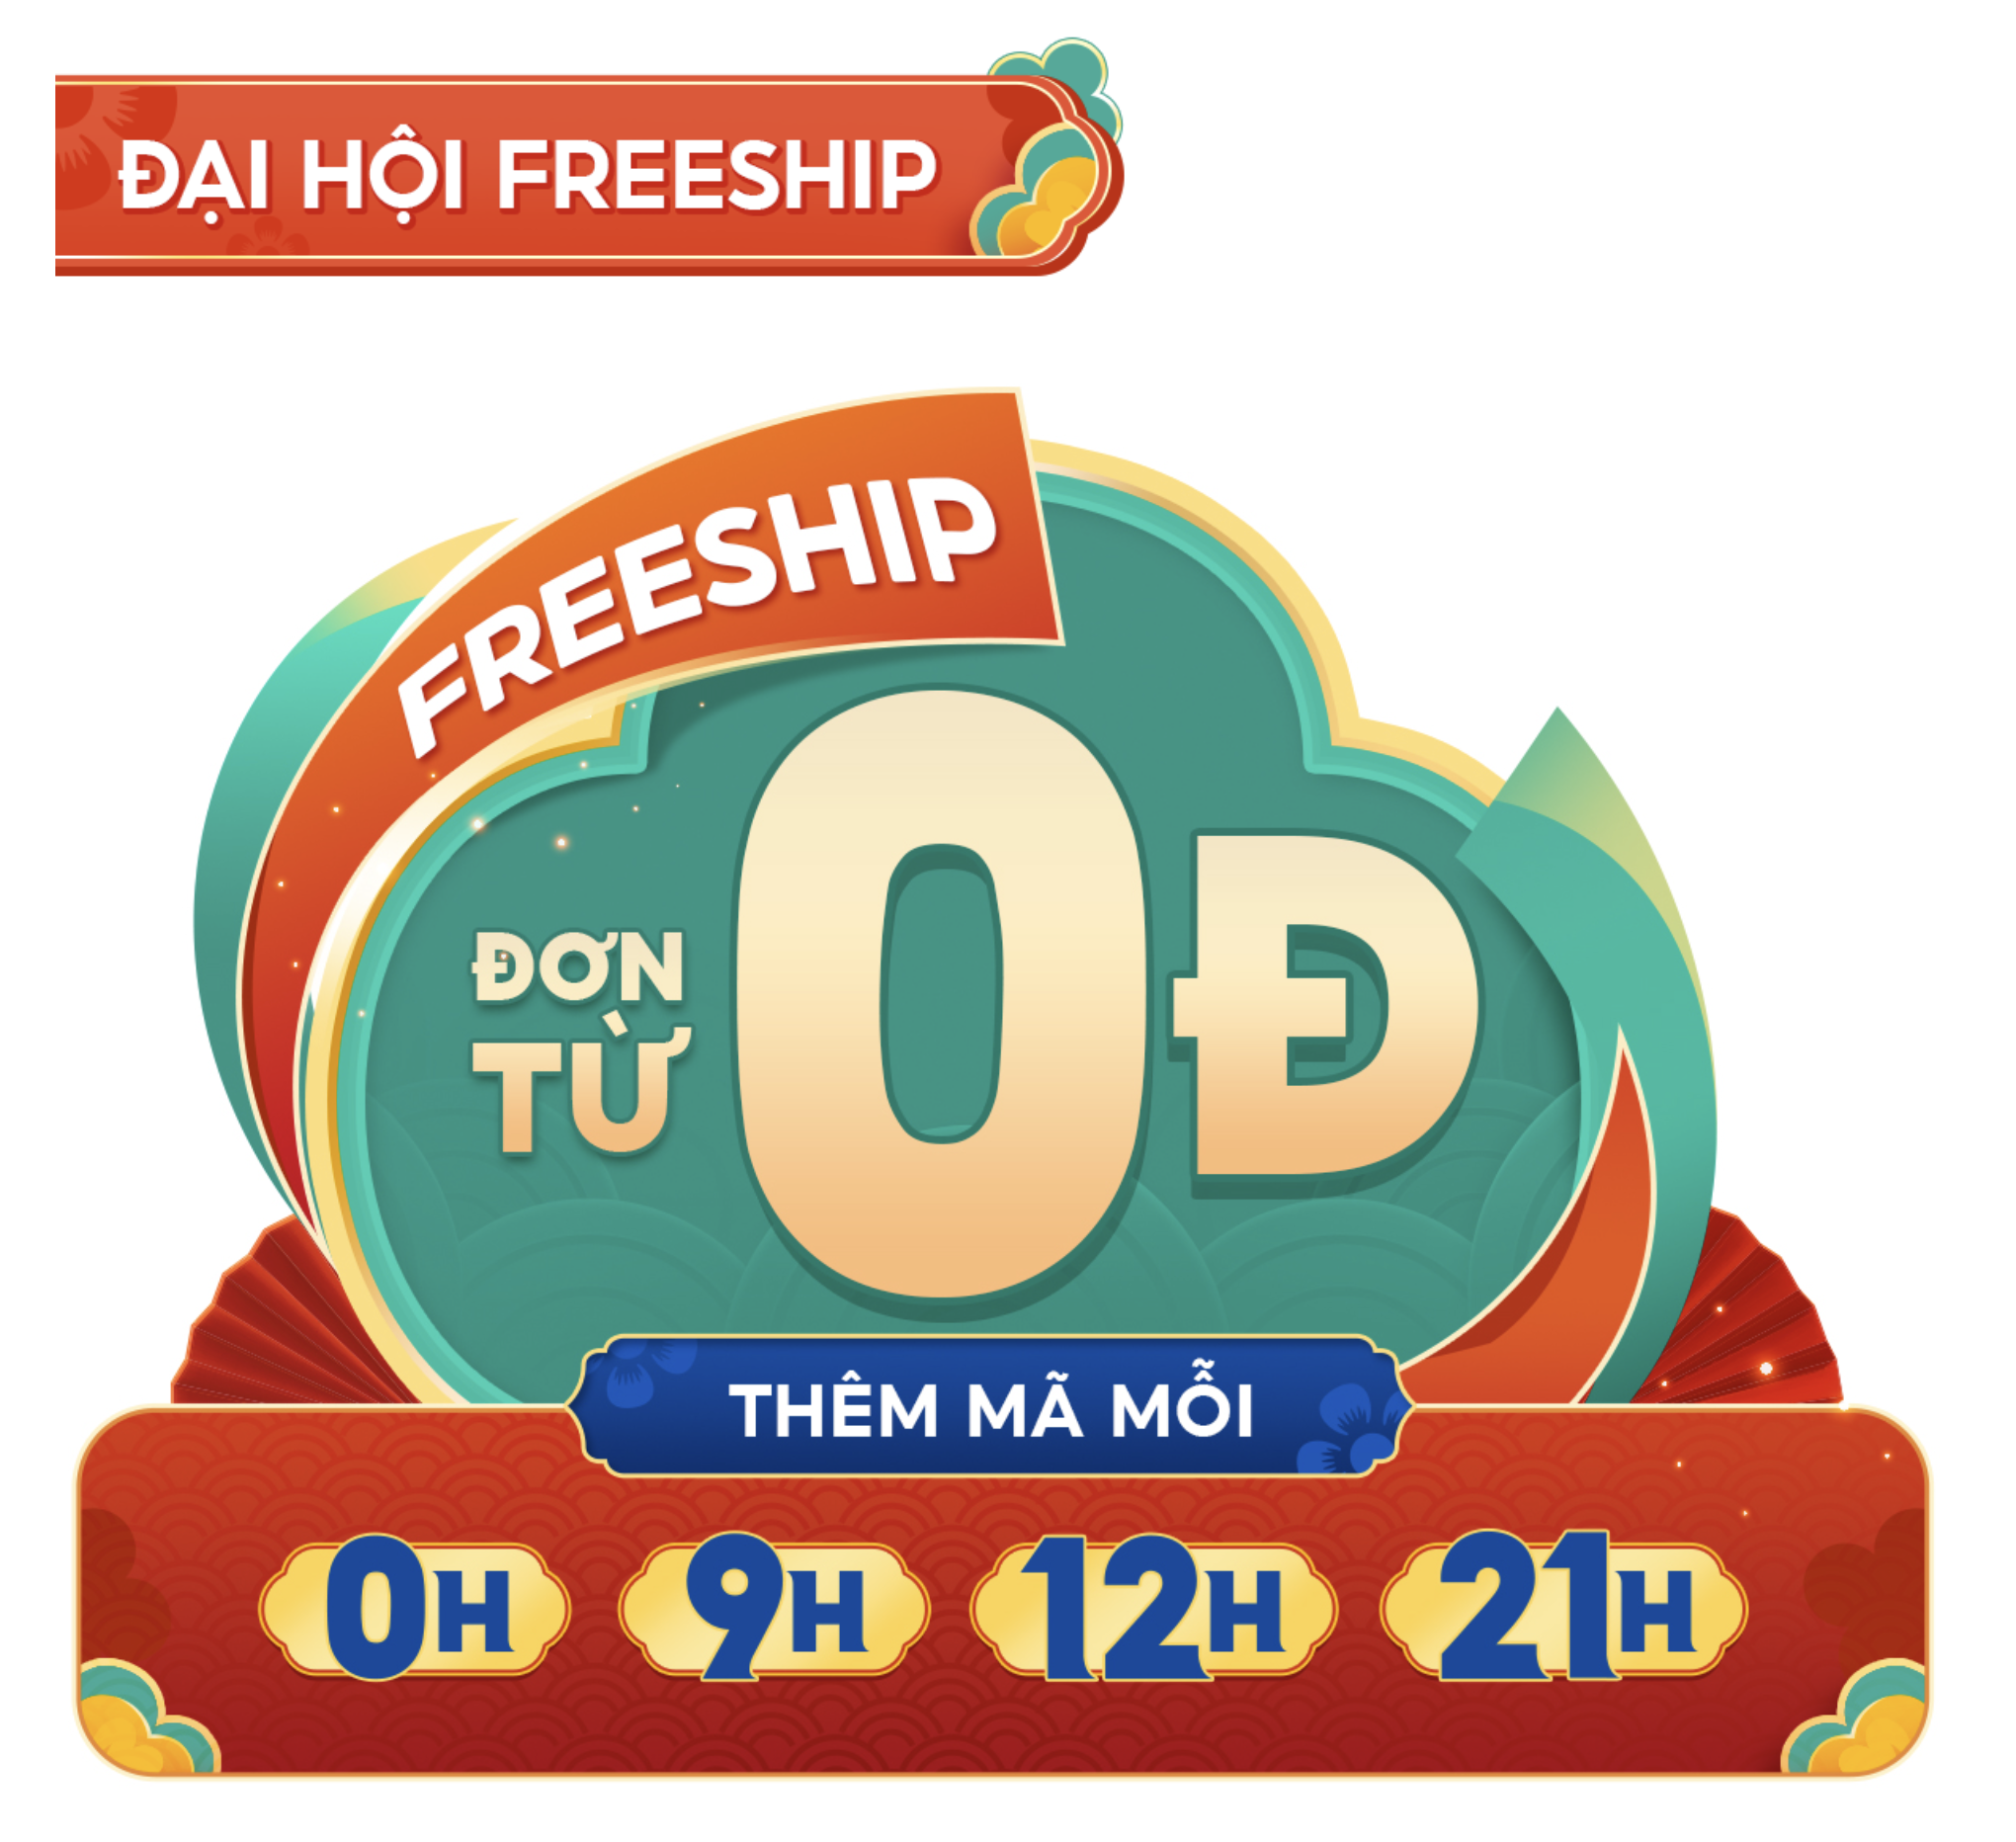 ĐẠI HỘI FREESHIP
FREESHIP
ĐƠN
TỪ
0Đ
THÊM MÃ MỖI
0H 9H 12H 21H